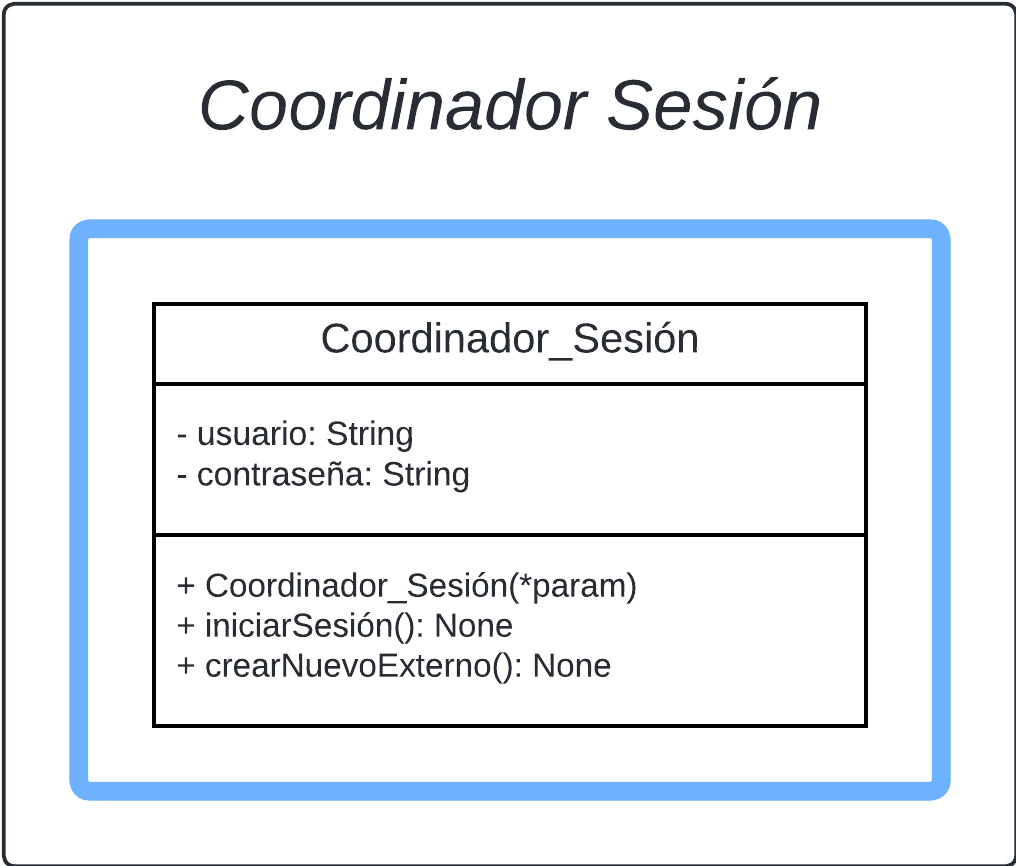 Coordinador Sesión
Coordinador_Sesión
- usuario: String
- contraseña: String
+ Coordinador_Sesión(*param)
+ iniciarSesión(): None
+ crearNuevoExterno(): None